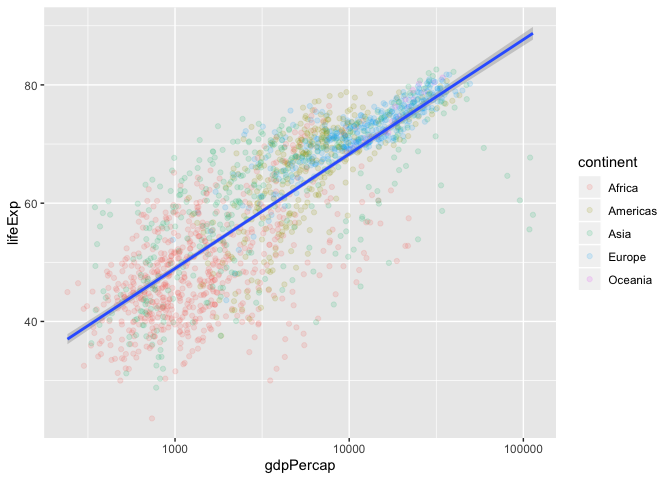 80
60
40
lifeExp
1000
10000
100000
gdpPercap
continent
Africa
Americas
Asia
Europe
Oceania